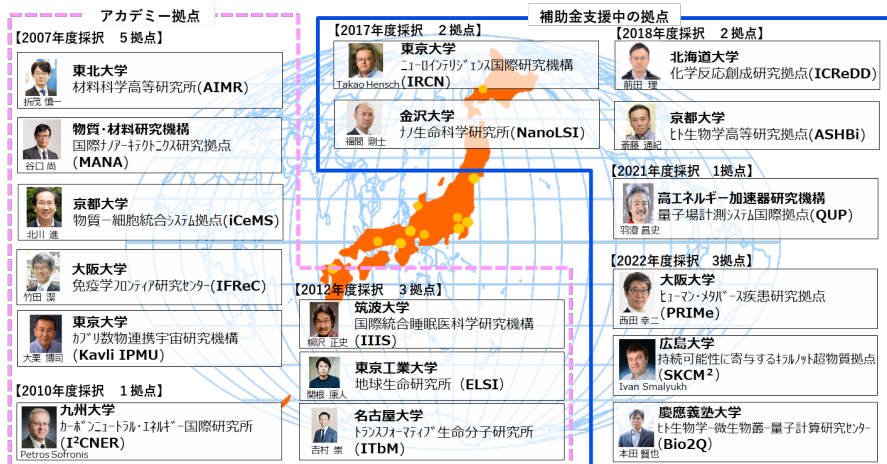 アカデミー拠点
【2007年度採択　5拠点】
東北大学
材料科学高等研究所(AIMR)
折茂 慎一
物質・材料研究機構
国際ナノアーキテクトニクス研究拠点
(MANA)
谷口 尚
京都大学
物質－細胞統合システム拠点(iCeMS)
北川 進
大阪大学
免疫学フロンティア研究センター(IFReC)
竹田 潔
東京大学
カブリ数物連携宇宙研究機構
(Kavli IPMU)
大栗 博司
【2010年度採択　1拠点】
九州大学
カーボンニュートラル・エネルギー国際研究所
(I²CNER)
Petros Sofronis
【2012年度採択　3拠点】
筑波大学
国際統合睡眠医科学研究機構
(IIIS)
柳沢 正史
東京工業大学
地球生命研究所 (ELSI)
関根 康人
名古屋大学
トランスフォーマティブ生命分子研究所
(ITbM)
吉村 崇
補助金支援中の拠点
【2017年度採択　2拠点】
東京大学
ニューロインテリジェンス国際研究機構
(IRCN)
Takao Hensch
金沢大学
ナノ生命科学研究所(NanoLSI)
福間 剛士
【2018年度採択　2拠点】
北海道大学
化学反応創成研究拠点(ICReDD)
前田 理
京都大学
ヒト生物学高等研究拠点(ASHBi)
斎藤 通紀
【2021年度採択　1拠点】
高エネルギー加速器研究機構
量子場計測システム国際拠点(QUP)
羽澄 昌史
【2022年度採択　3拠点】
大阪大学
ヒューマン・メタバース疾患研究拠点
(PRIMe)
西田 幸二
広島大学
持続可能性に寄与するキラルノット超物質拠点
(SKCM²)
Ivan Smalyukh
慶應義塾大学
ヒト生物学-微生物叢-量子計算研究センター
(Bio2Q)
本田 賢也